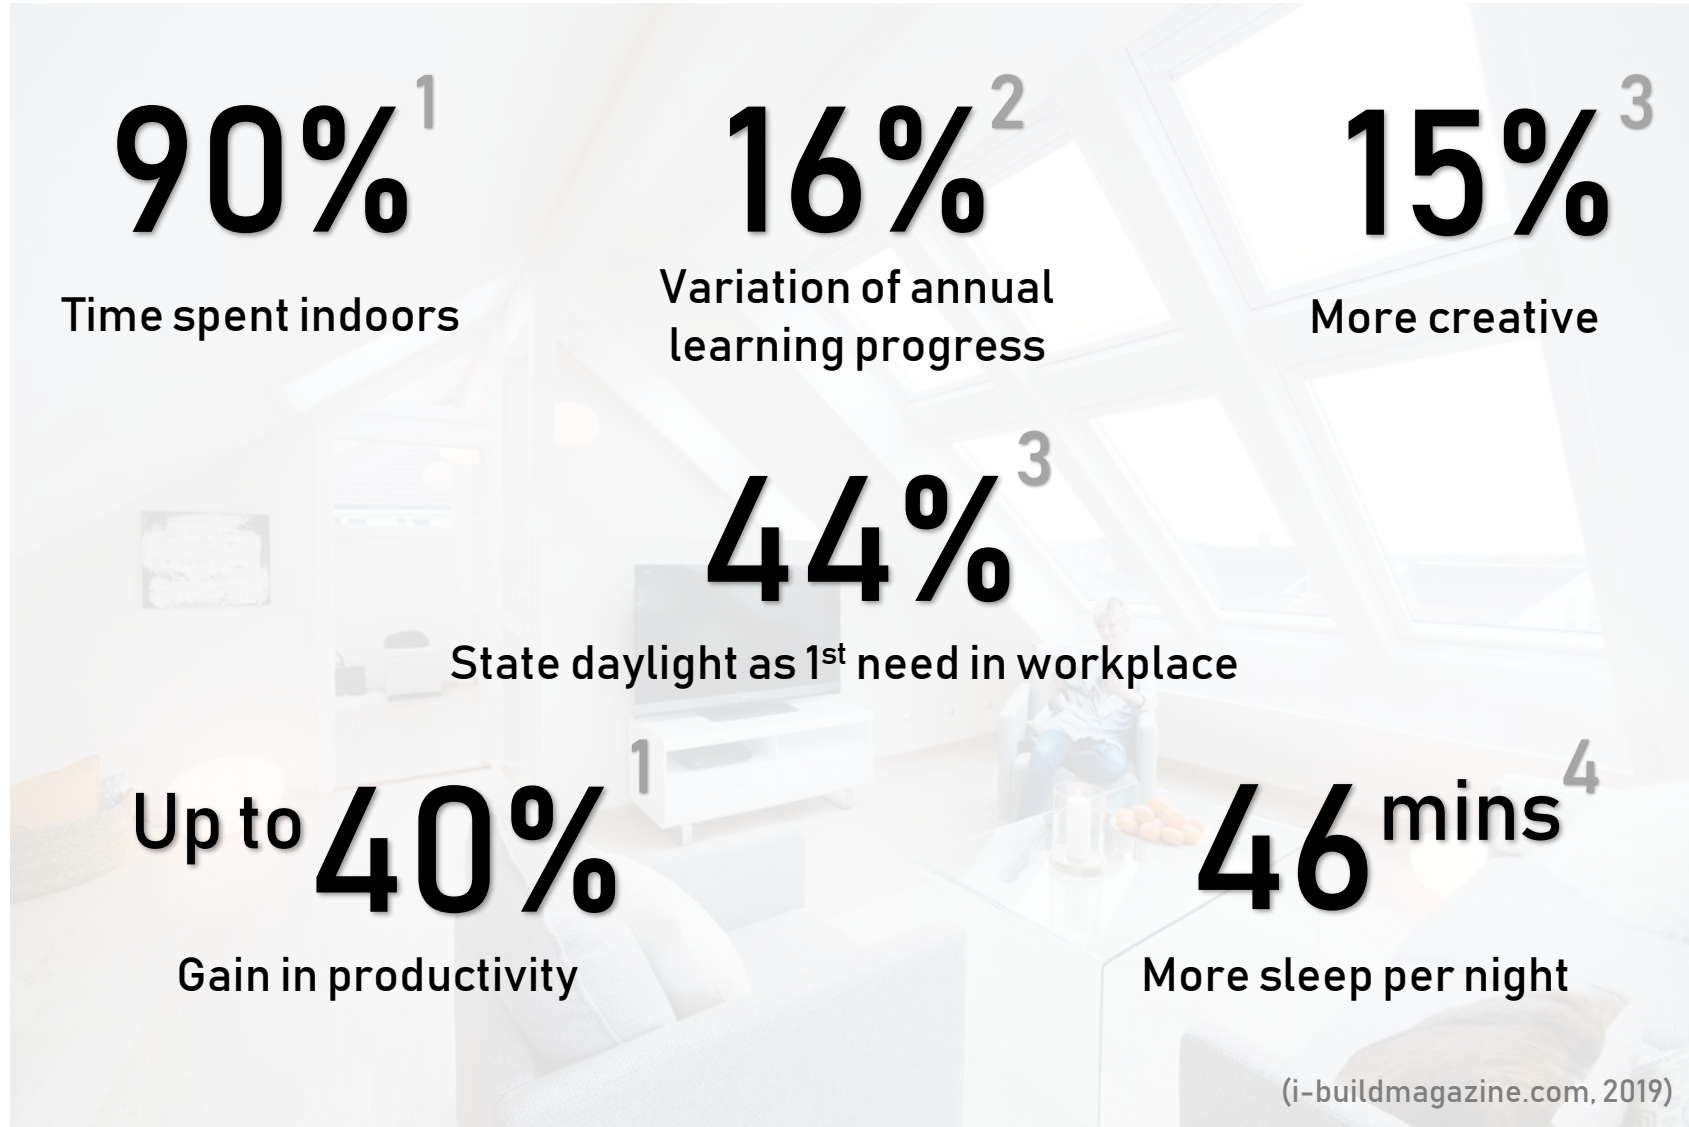 90%1
16%2
15%3
Time spent indoors
Variation of annual
learning progress
More creative
44%3
State daylight as 1st need in workplace
Up to 40%1
46 mins4
Gain in productivity
More sleep per night
(i-buildmagazine.com, 2019)